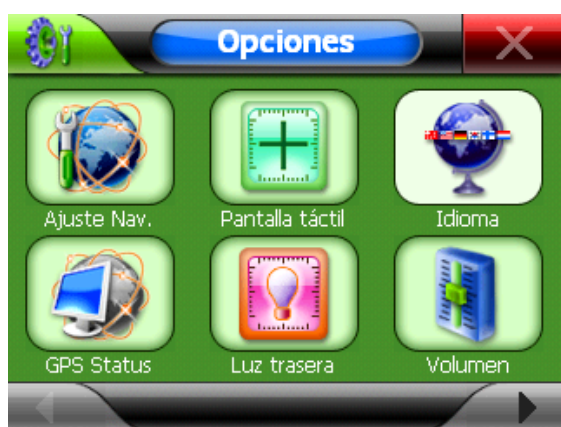 Opciones
Ajuste Nav.
Pantalla táctil
Idioma
GPS Status
Luz trasera
Volumen